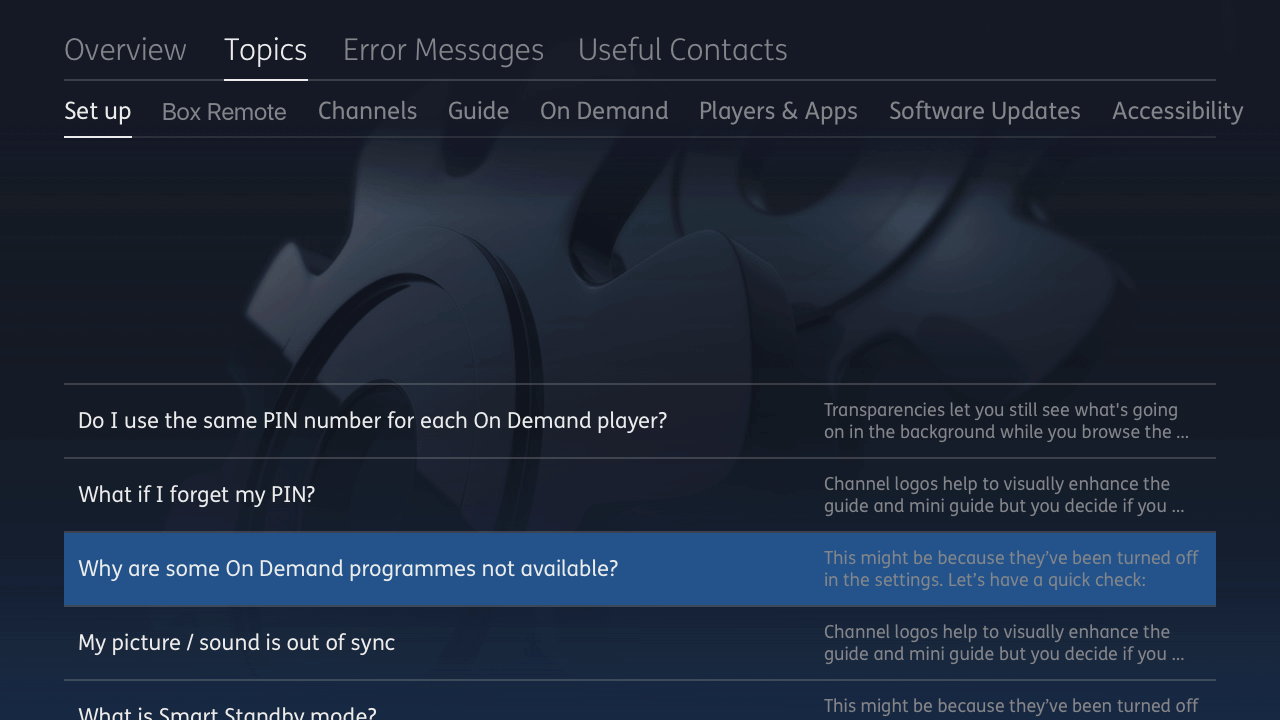 Overview Topics Error Messages Useful Contacts
Set up Box Remote Channels Guide On Demand Players & Apps Software Updates Accessibility
Do I use the same PIN number for each On Demand player?
Transparencies let you still see what's going
on in the background while you browse the ...
What if I forget my PIN?
Channel logos help to visually enhance the
guide and mini guide but you decide if you ...
Why are some On Demand programmes not available?
This might be because they've been turned off
in the settings. Let's have a quick check:
My picture / sound is out of sync
Channel logos help to visually enhance the
guide and mini guide but you decide if you ...
What is Smart Standby mode?
This might be because they've been turned off